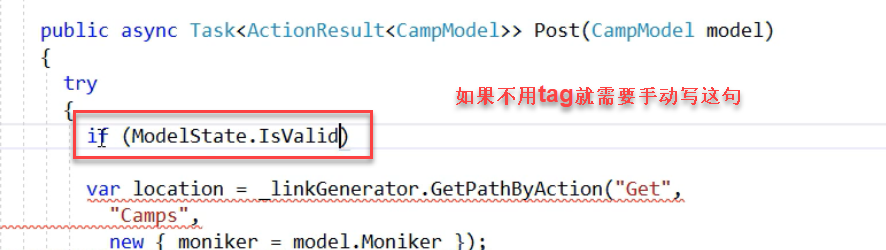 public async Task<ActionResult<CampModel>> Post(CampModel model)
{
try
如果不用tag就需要手动写这句
{
if (ModelState.IsValid)
var location = _linkGenerator.GetPathByAction("Get",
"Camps",
new { moniker = model.Moniker });